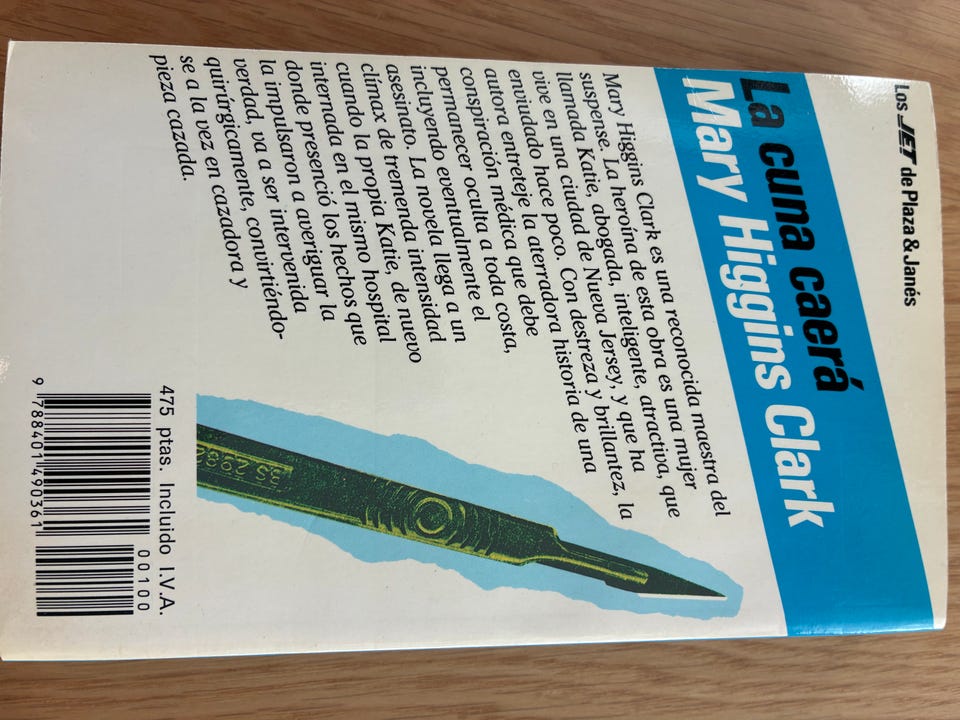 Los JET de Plaza & Janés
La cuna caerá
Mary Higgins Clark
Mary Higgins Clark es una reconocida maestra del
suspense. La heroína de esta obra es una mujer
llamada Katie, abogada, inteligente, atractiva, que
vive en una ciudad de Nueva Jersey, y que ha
enviudado hace poco. Con destreza y brillantez, la
autora entreteje la aterradora historia de una
conspiración médica que debe
permanecer oculta a toda costa,
incluyendo eventualmente el
asesinato. La novela llega a un
clímax de tremenda intensidad
cuando la propia Katie, de nuevo
internada en el mismo hospital
donde presenció los hechos que
la impulsaron a averiguar la
verdad, va a ser intervenida
quirúrgicamente, convirtiéndo-
se a la vez en cazadora y
pieza cazada.
475 ptas. Incluido I.V.A.
00100
9 788401 490361